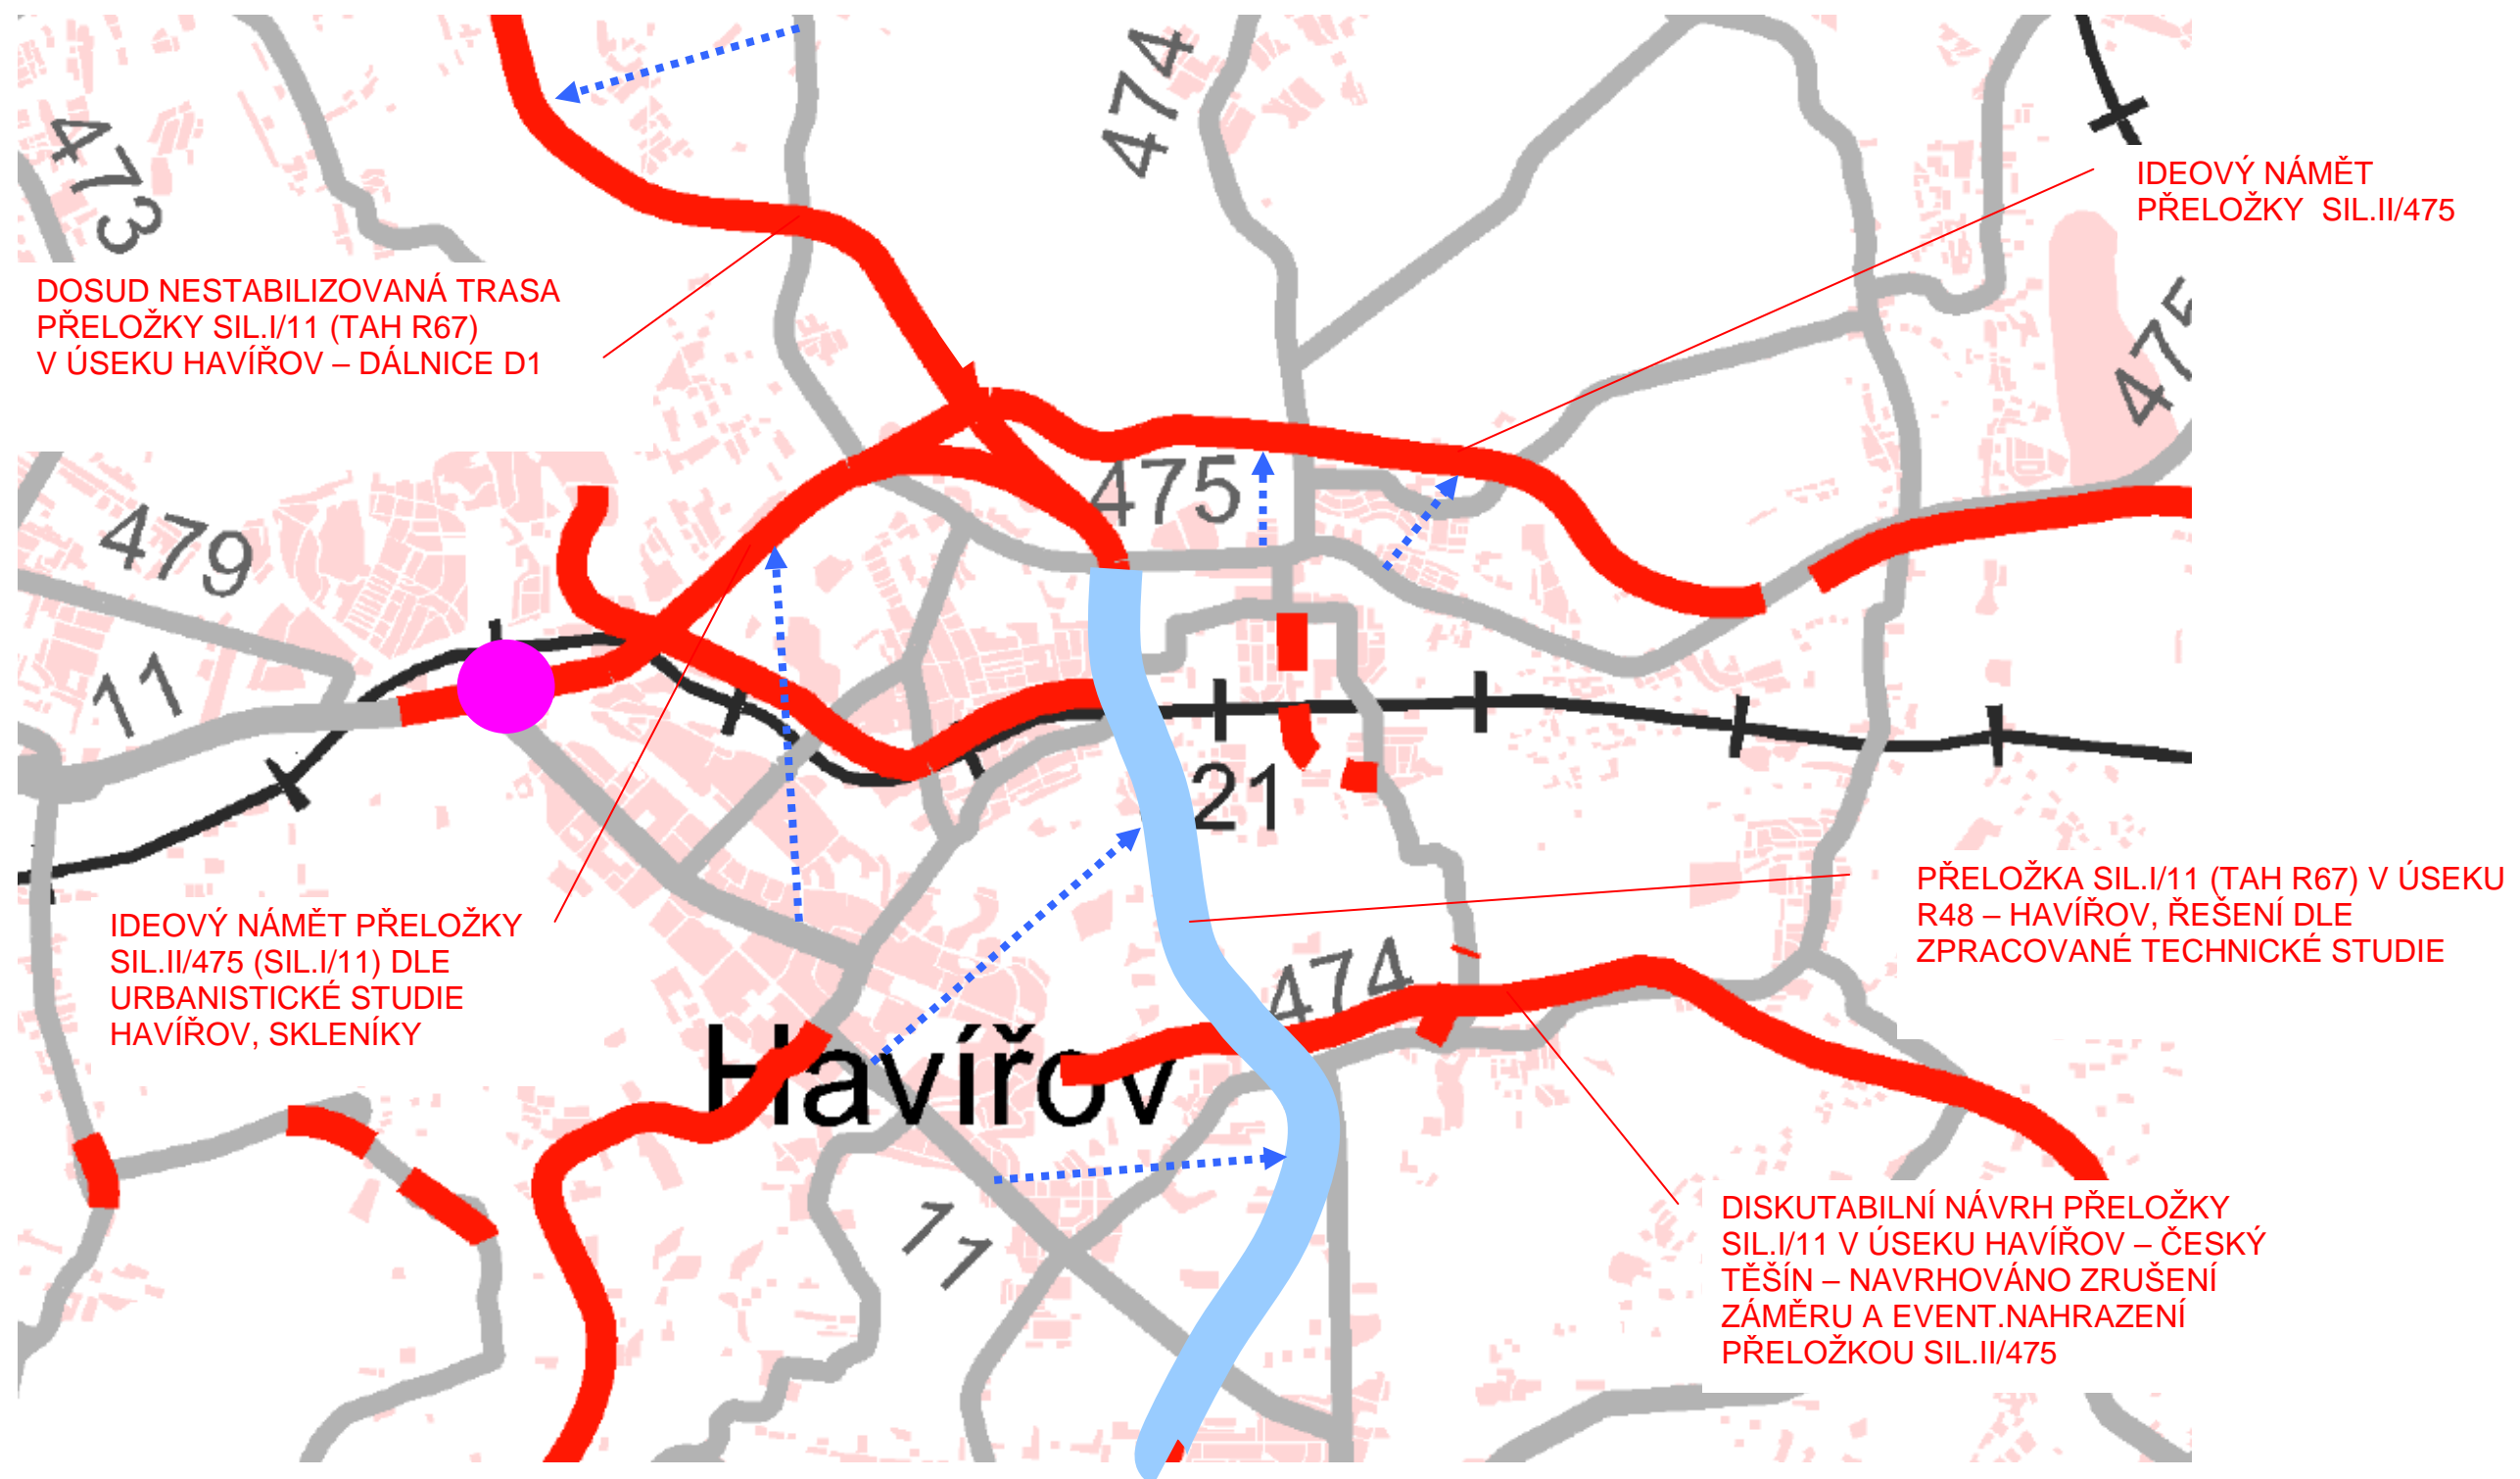 474
473
IDEOVÝ NÁMĚT
PŘELOŽKY SIL.II/475
DOSUD NESTABILIZOVANÁ TRASA
PŘELOŽKY SIL.I/11 (TAH R67)
V ÚSEKU HAVÍŘOV – DÁLNICE D1
475
475
479
11
21
IDEOVÝ NÁMĚT PŘELOŽKY
SIL.II/475 (SIL.I/11) DLE
URBANISTICKÉ STUDIE
HAVÍŘOV, SKLENÍKY
PŘELOŽKA SIL.I/11 (TAH R67) V ÚSEKU
R48 – HAVÍŘOV, ŘEŠENÍ DLE
ZPRACOVANÉ TECHNICKÉ STUDIE
474
Havířov
11
DISKUTABILNÍ NÁVRH PŘELOŽKY
SIL.I/11 V ÚSEKU HAVÍŘOV – ČESKÝ
TĚŠÍN – NAVRHOVÁNO ZRUŠENÍ
ZÁMĚRU A EVENT.NAHRAZENÍ
PŘELOŽKOU SIL.II/475